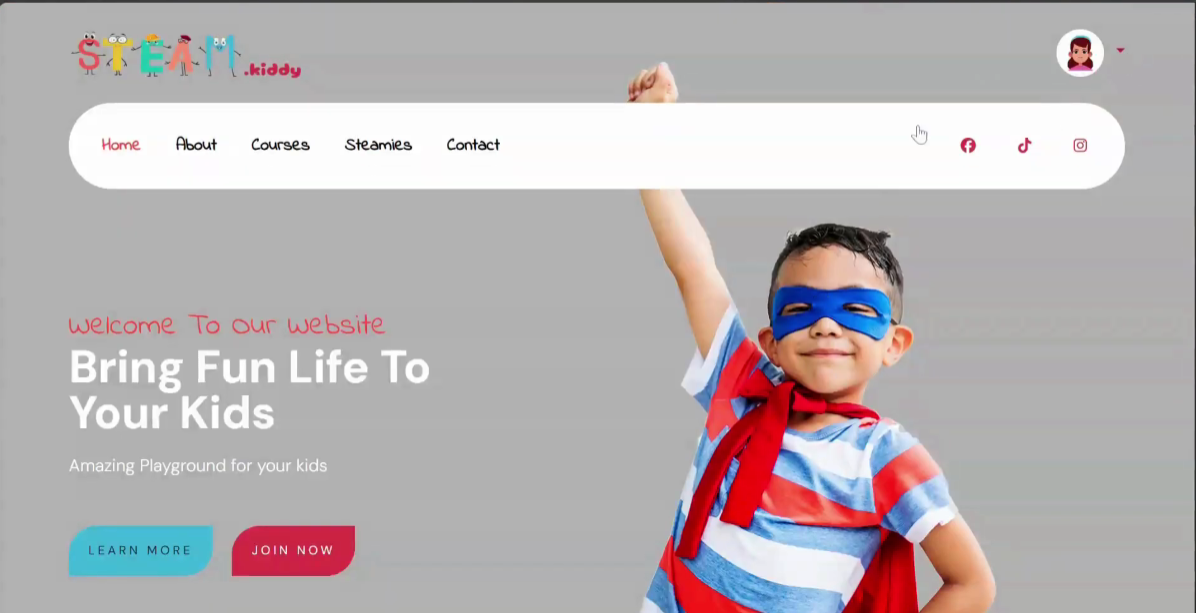 STEAM.kiddy
Home About Courses Steamies Contact
Welcome To Our Website
Bring Fun Life To
Your Kids
Amazing Playground for your kids
LEARN MORE JOIN NOW